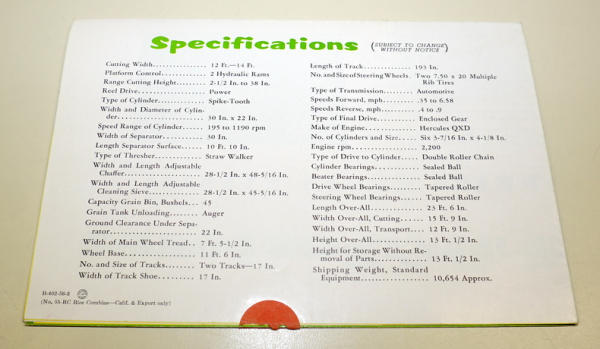 Specifications
(SUBJECT TO CHANGE
WITHOUT NOTICE)
Cutting Width.............. 12 Ft.—14 Ft.
Platform Control........... 2 Hydraulic Rams
Range Cutting Height........ 2-1/2 In. to 38 In.
Reel Drive................. Power
Type of Cylinder............ Spike-Tooth
Width and Diameter of Cylin-
der....................... 30 In. x 22 In.
Speed Range of Cylinder...... 195 to 1190 rpm
Width of Separator.......... 30 In.
Length Separator Surface..... 10 Ft. 10 In.
Type of Thresher............ Straw Walker
Width and Length Adjustable
Chaffer................... 28-1/2 In. x 48-5/16 In.
Width and Length Adjustable
Cleaning Sieve............. 28-1/2 In. x 45-5/16 In.
Capacity Grain Bin, Bushels... 45
Grain Tank Unloading........ Auger
Ground Clearance Under Sepa-
rator..................... 22 In.
Width of Main Wheel Tread.. 7 Ft. 5-1/2 In.
Wheel Base................. 11 Ft. 6 In.
No. and Size of Tracks........ Two Tracks—17 In.
Width of Track Shoe......... 17 In.
H-402-56-2
(No. 55-RC Rice Combine—Calif. & Export only)
Length of Track............. 193 In.
No. and Size of Steering Wheels. Two 7.50 x 20 Multiple
Rib Tires
Type of Transmission........ Automotive
Speeds Forward, mph......... .35 to 6.58
Speeds Reverse, mph......... .4 to .9
Type of Final Drive.......... Enclosed Gear
Make of Engine.............. Hercules QXD
No. of Cylinders and Size..... Six 3-7/16 In. x 4-1/8 In.
Engine rpm................. 2,200
Type of Drive to Cylinder..... Double Roller Chain
Cylinder Bearings............ Sealed Ball
Beater Bearings.............. Sealed Ball
Drive Wheel Bearings......... Tapered Roller
Steering Wheel Bearings...... Tapered Roller
Length Over-All............. 23 Ft. 6 In.
Width Over-All, Cutting...... 15 Ft. 9 In.
Width Over-All, Transport.... 12 Ft. 9 In.
Height Over-All............. 13 Ft. 1/2 In.
Height for Storage Without Re-
moval of Parts............. 13 Ft. 1/2 In.
Shipping Weight, Standard
Equipment................. 10,654 Approx.